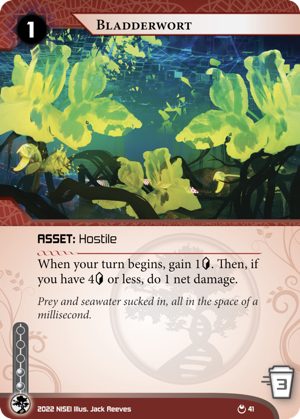 1
Bladderwort
ASSET: Hostile
When your turn begins, gain 1. Then, if
you have 4 or less, do 1 net damage.
Prey and seawater sucked in, all in the space of a
millisecond.
3
2022 NISEI Illus. Jack Reeves
41